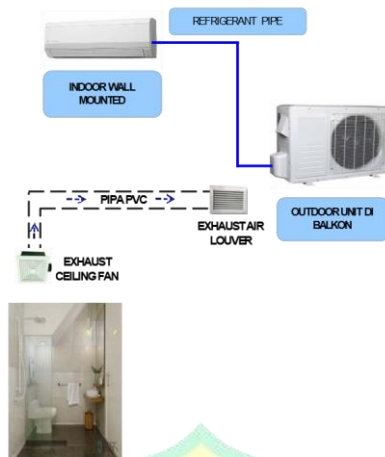 REFRIGERANT PIPE
INDOOR WALL
MOUNTED
OUTDOOR UNIT DI
BALKON
PIPA PVC
EXHAUST AIR
LOUVER
EXHAUST
CEILING FAN